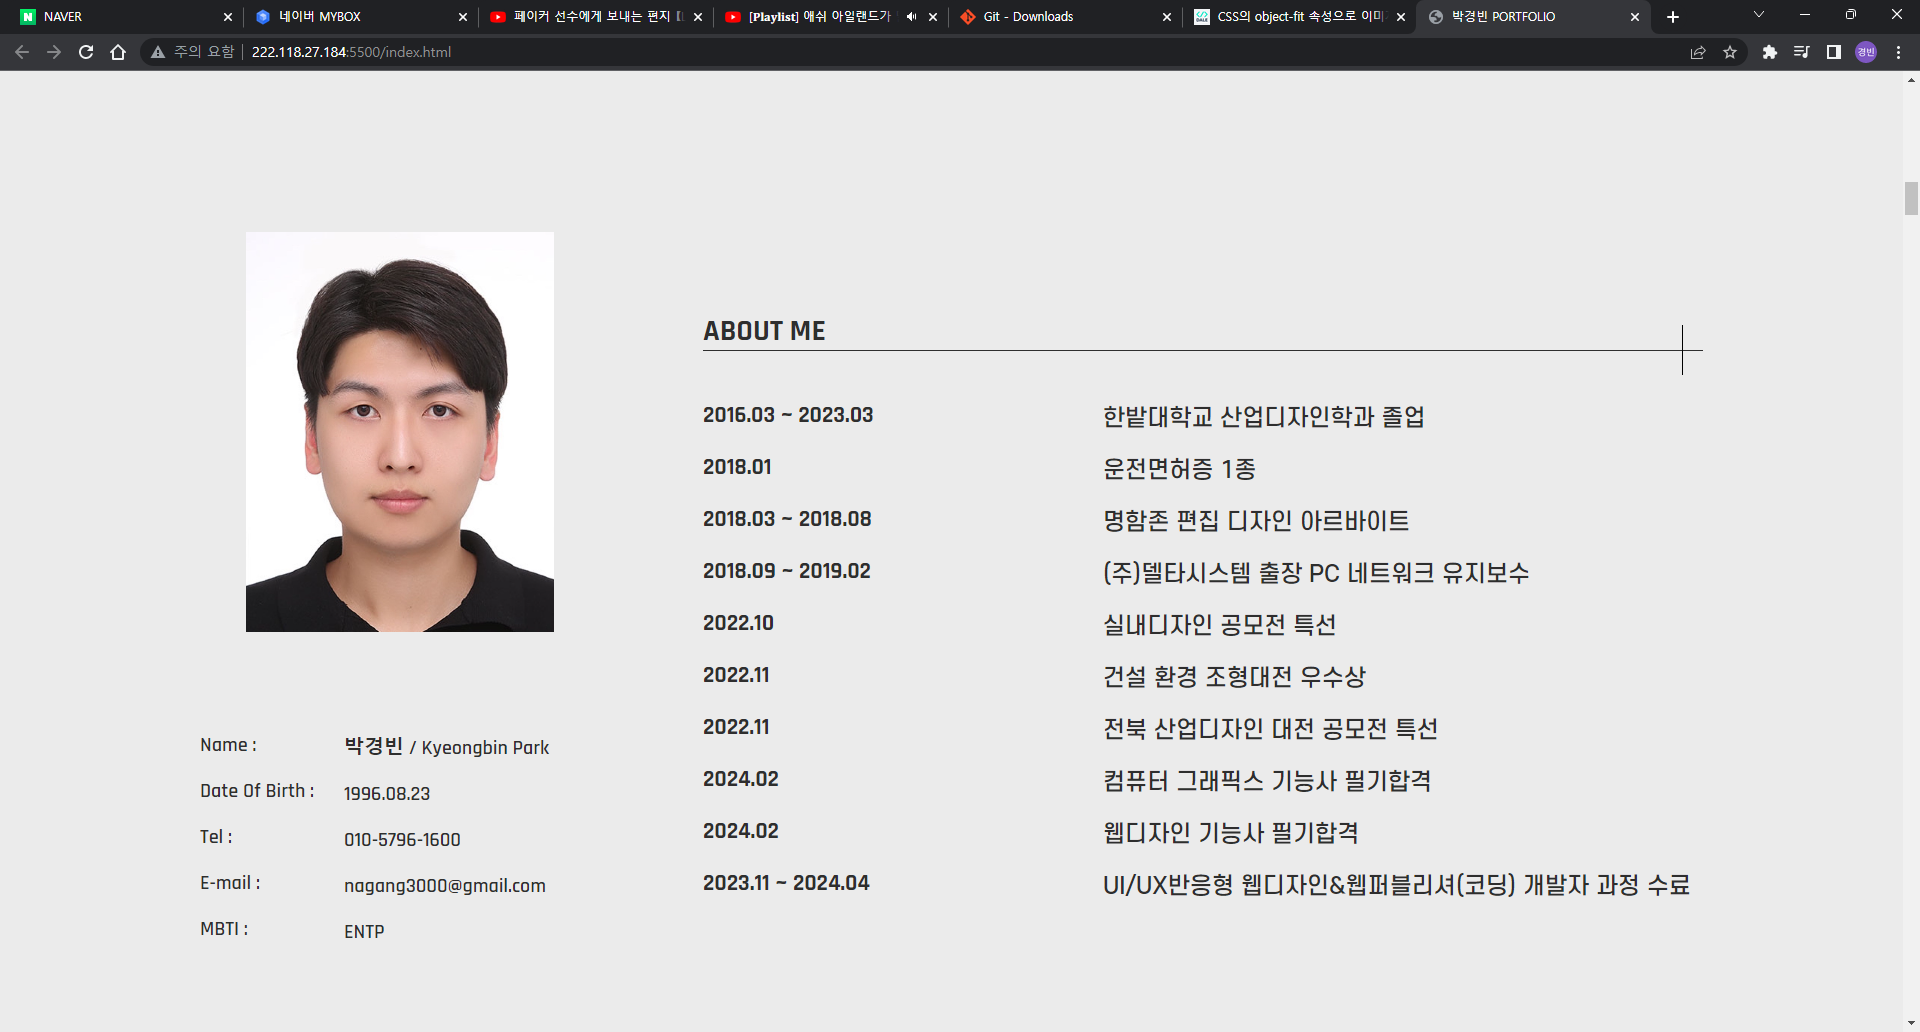 NAVER
네이버 MYBOX
페이커 선수에게 보내는 편지
[Playlist] 애쉬 아일랜드가
Git - Downloads
CSS의 object-fit 속성으로 이미
박경빈 PORTFOLIO
주의 요함
222.118.27.184:5500/index.html
경빈
ABOUT ME
2016.03 ~ 2023.03 한밭대학교 산업디자인학과 졸업
2018.01 운전면허증 1종
2018.03 ~ 2018.08 명함존 편집 디자인 아르바이트
2018.09 ~ 2019.02 (주)델타시스템 출장 PC 네트워크 유지보수
2022.10 실내디자인 공모전 특선
2022.11 건설 환경 조형대전 우수상
2022.11 전북 산업디자인 대전 공모전 특선
2024.02 컴퓨터 그래픽스 기능사 필기합격
2024.02 웹디자인 기능사 필기합격
2023.11 ~ 2024.04 UI/UX반응형 웹디자인&웹퍼블리셔(코딩) 개발자 과정 수료
Name : 박경빈 / Kyeongbin Park
Date Of Birth : 1996.08.23
Tel : 010-5796-1600
E-mail : nagang3000@gmail.com
MBTI : ENTP